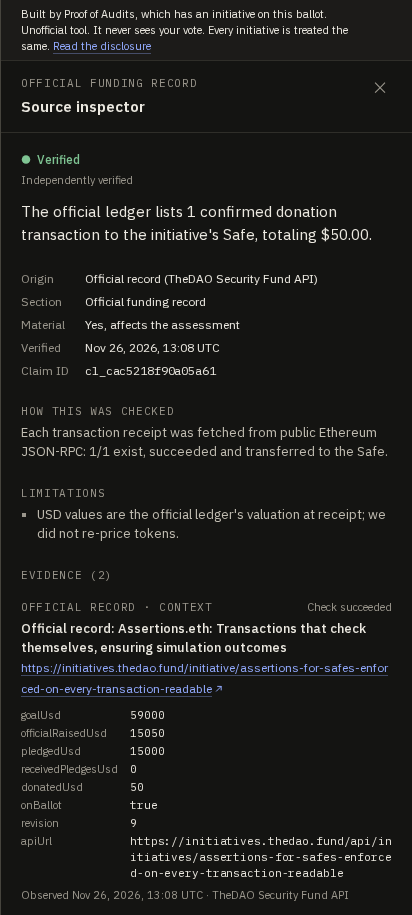 Built by Proof of Audits, which has an initiative on this ballot.
Unofficial tool. It never sees your vote. Every initiative is treated the
same. Read the disclosure
OFFICIAL FUNDING RECORD
Source inspector
Verified
Independently verified
The official ledger lists 1 confirmed donation
transaction to the initiative's Safe, totaling $50.00.
Origin Official record (TheDAO Security Fund API)
Section Official funding record
Material Yes, affects the assessment
Verified Nov 26, 2026, 13:08 UTC
Claim ID cl_cac5218f90a05a61
HOW THIS WAS CHECKED
Each transaction receipt was fetched from public Ethereum
JSON-RPC: 1/1 exist, succeeded and transferred to the Safe.
LIMITATIONS
▪ USD values are the official ledger's valuation at receipt; we
did not re-price tokens.
EVIDENCE (2)
OFFICIAL RECORD · CONTEXT Check succeeded
Official record: Assertions.eth: Transactions that check
themselves, ensuring simulation outcomes
https://initiatives.thedao.fund/initiative/assertions-for-safes-enfor
ced-on-every-transaction-readable ↗
goalUsd 59000
officialRaisedUsd 15050
pledgedUsd 15000
receivedPledgesUsd 0
donatedUsd 50
onBallot true
revision 9
apiUrl https://initiatives.thedao.fund/api/in
itiatives/assertions-for-safes-enforce
d-on-every-transaction-readable
Observed Nov 26, 2026, 13:08 UTC · TheDAO Security Fund API